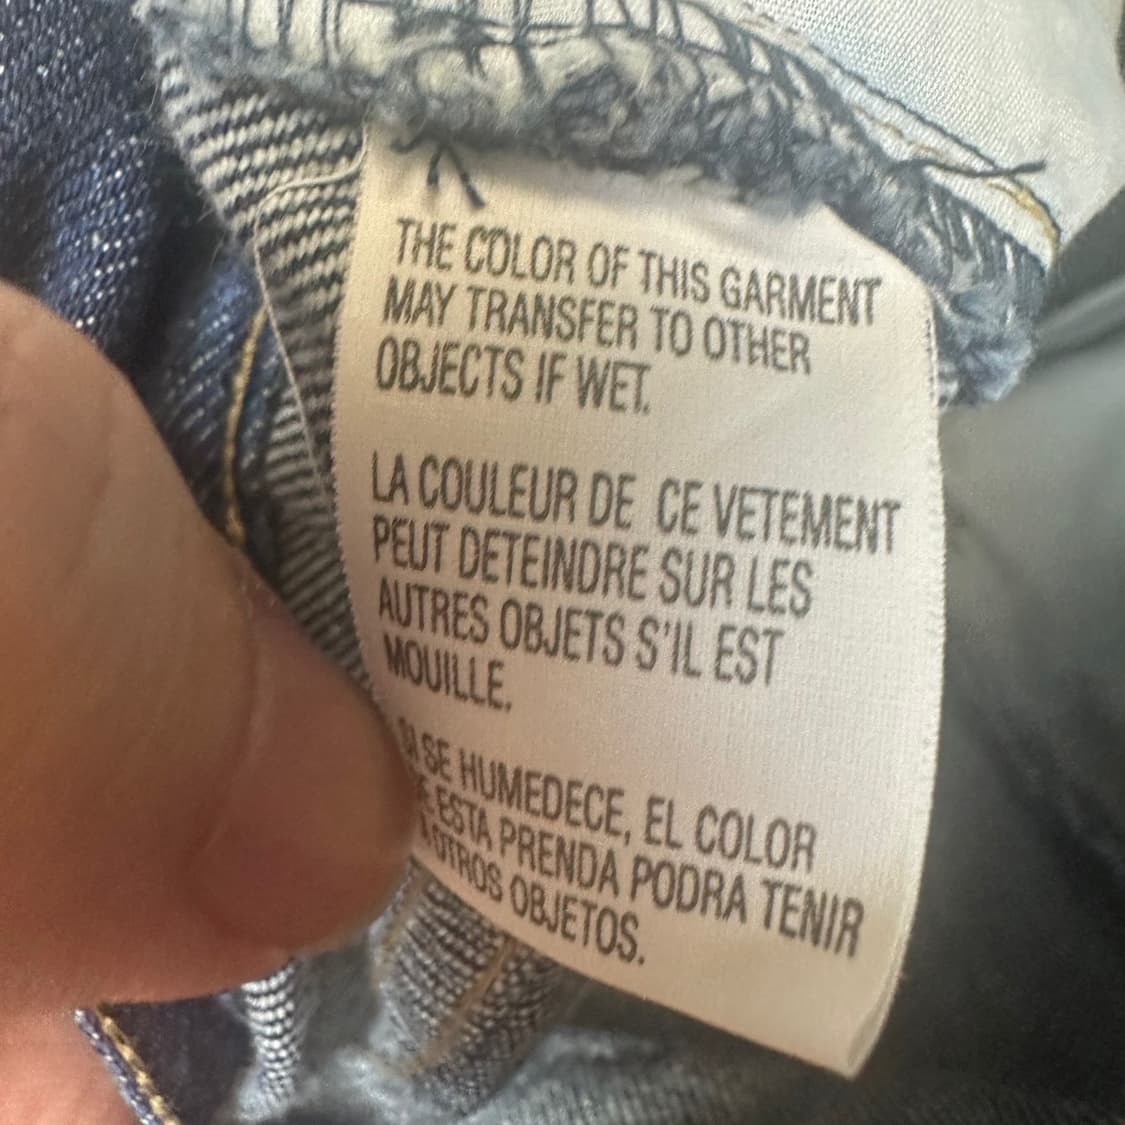 THE COLOR OF THIS GARMENT
MAY TRANSFER TO OTHER
OBJECTS IF WET.
LA COULEUR DE CE VETEMENT
PEUT DETEINDRE SUR LES
AUTRES OBJETS S'IL EST
MOUILLE.
SI SE HUMEDECE, EL COLOR
ESTA PRENDA PODRA TENIR
OTROS OBJETOS.